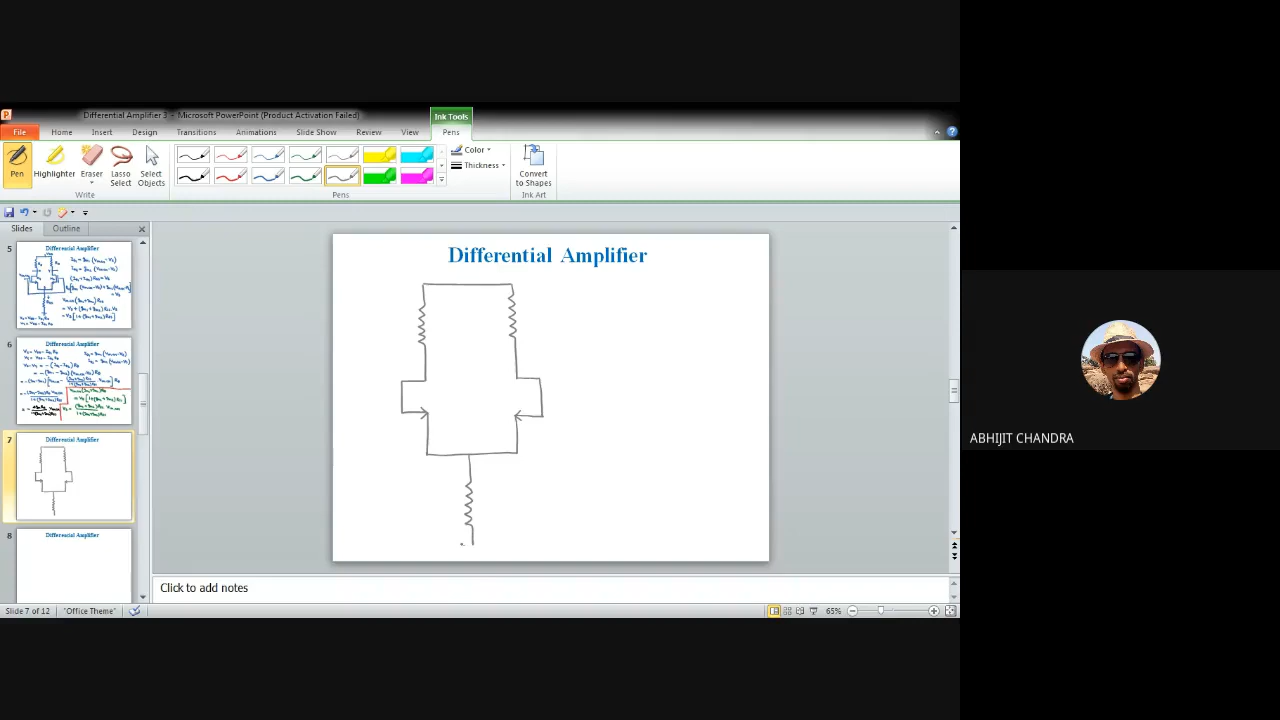 Differential Amplifier 3 - Microsoft PowerPoint (Product Activation Failed)
Ink Tools
File Home Insert Design Transitions Animations Slide Show Review View Pens
Pen Highlighter Eraser Lasso Select Select Objects
Color
Thickness
Convert to Shapes
Write Pens Ink Art
Slides Outline
5
Differential Amplifier
6
Differential Amplifier
7
Differential Amplifier
8
Differential Amplifier
Differential Amplifier
Click to add notes
Slide 7 of 12 "Office Theme" 65%
ABHIJIT CHANDRA